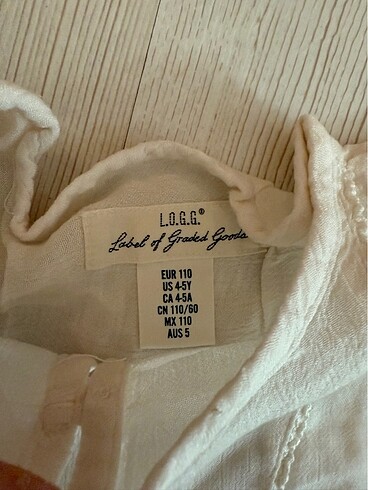 L.O.G.G.®
Label of Graded Goods
EUR 110
US 4-5Y
CA 4-5A
CN 110/60
MX 110
AUS 5